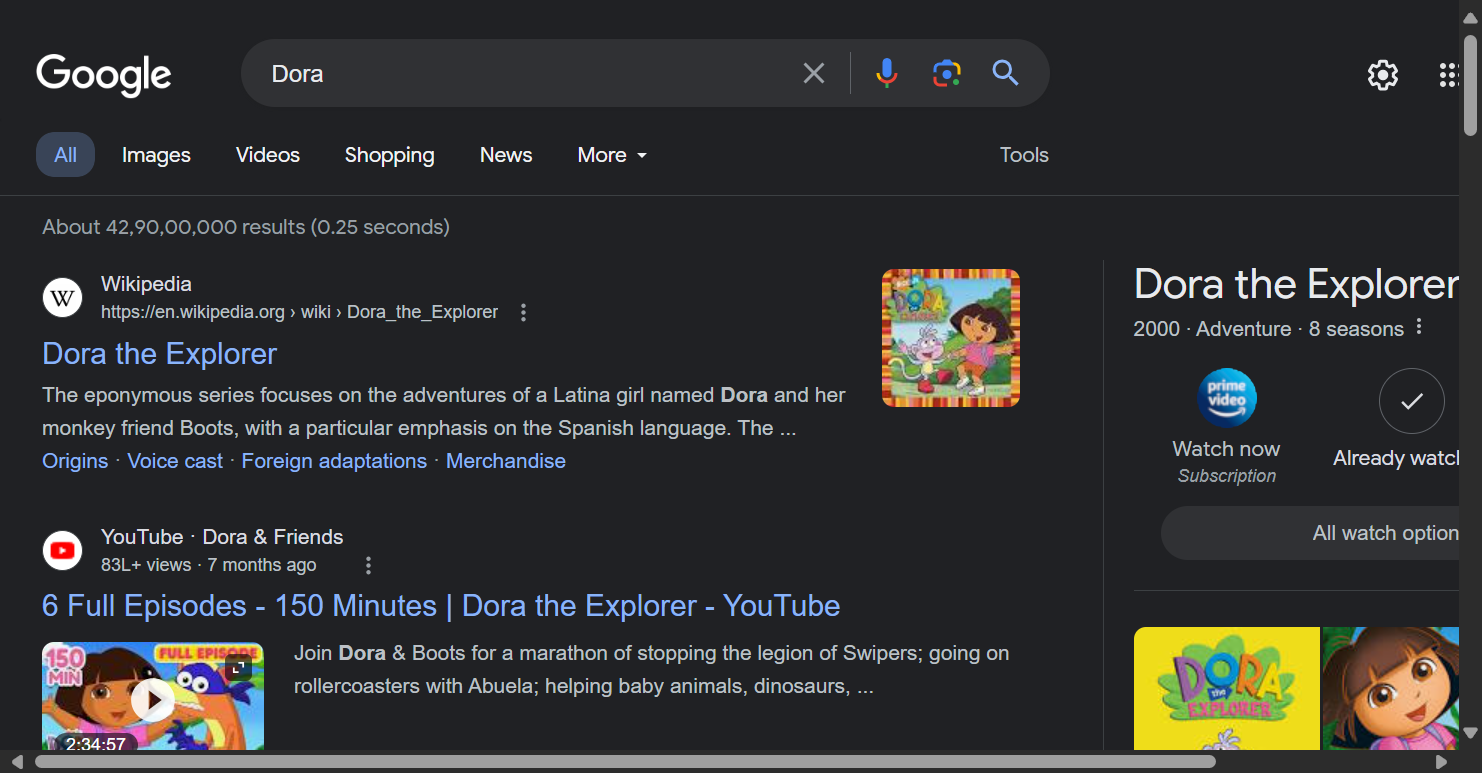 Google
Dora
All
Images
Videos
Shopping
News
More
Tools
About 42,90,00,000 results (0.25 seconds)
W
Wikipedia
https://en.wikipedia.org › wiki › Dora_the_Explorer
Dora the Explorer
The eponymous series focuses on the adventures of a Latina girl named Dora and her
monkey friend Boots, with a particular emphasis on the Spanish language. The ...
Origins · Voice cast · Foreign adaptations · Merchandise
DORA
YouTube · Dora & Friends
83L+ views · 7 months ago
6 Full Episodes - 150 Minutes | Dora the Explorer - YouTube
150
MIN
FULL EPISODE
2:34:57
Join Dora & Boots for a marathon of stopping the legion of Swipers; going on
rollercoasters with Abuela; helping baby animals, dinosaurs, ...
Dora the Explorer
2000 · Adventure · 8 seasons
prime
video
Watch now
Subscription
Already watch
All watch option
DORA
the
EXPLORER